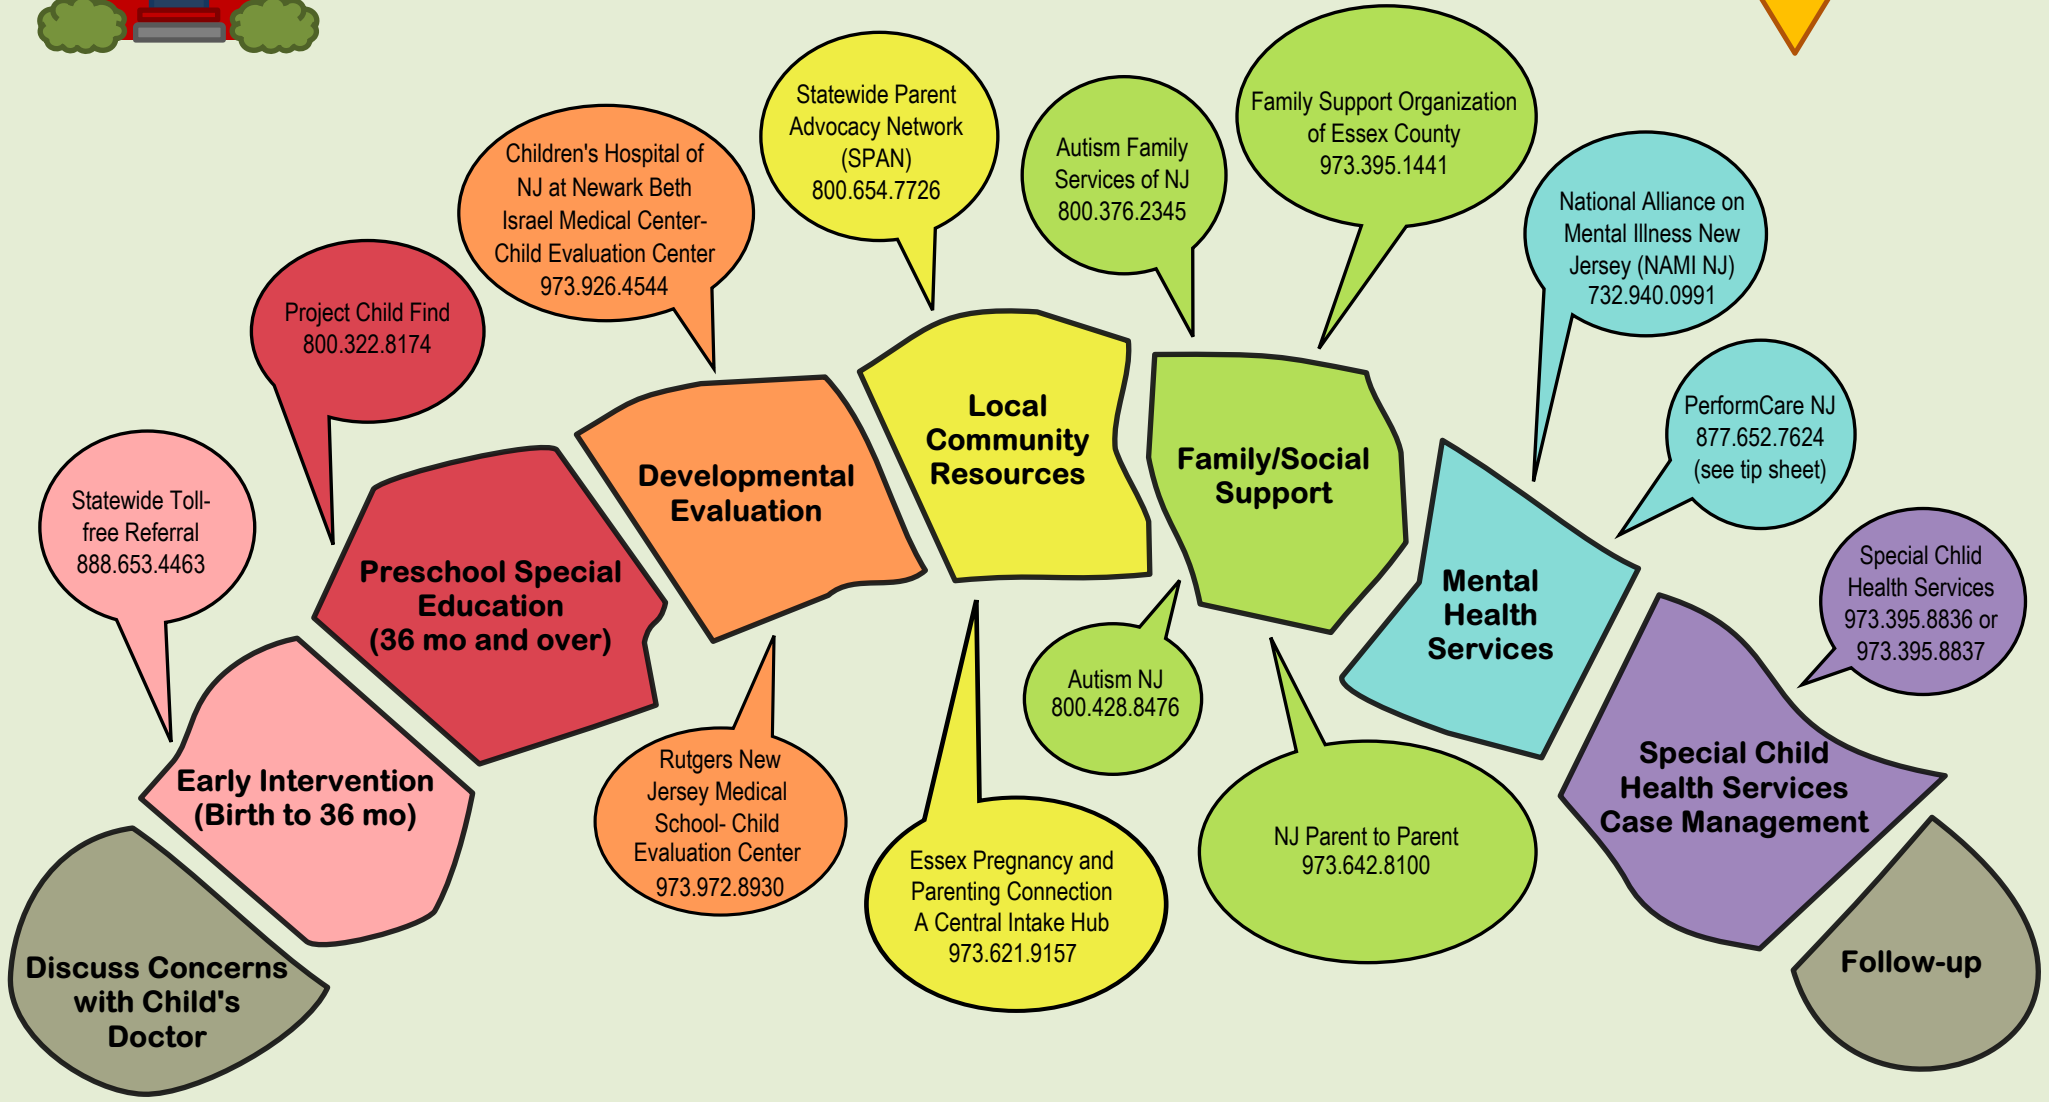 Discuss Concerns
with Child's
Doctor
Early Intervention
(Birth to 36 mo)
Statewide Toll-
free Referral
888.653.4463
Preschool Special
Education
(36 mo and over)
Project Child Find
800.322.8174
Developmental
Evaluation
Children's Hospital of
NJ at Newark Beth
Israel Medical Center-
Child Evaluation Center
973.926.4544
Rutgers New
Jersey Medical
School- Child
Evaluation Center
973.972.8930
Local
Community
Resources
Statewide Parent
Advocacy Network
(SPAN)
800.654.7726
Essex Pregnancy and
Parenting Connection
A Central Intake Hub
973.621.9157
Family/Social
Support
Autism Family
Services of NJ
800.376.2345
Family Support Organization
of Essex County
973.395.1441
Autism NJ
800.428.8476
NJ Parent to Parent
973.642.8100
Mental
Health
Services
National Alliance on
Mental Illness New
Jersey (NAMI NJ)
732.940.0991
PerformCare NJ
877.652.7624
(see tip sheet)
Special Child
Health Services
Case Management
Special Chlid
Health Services
973.395.8836 or
973.395.8837
Follow-up